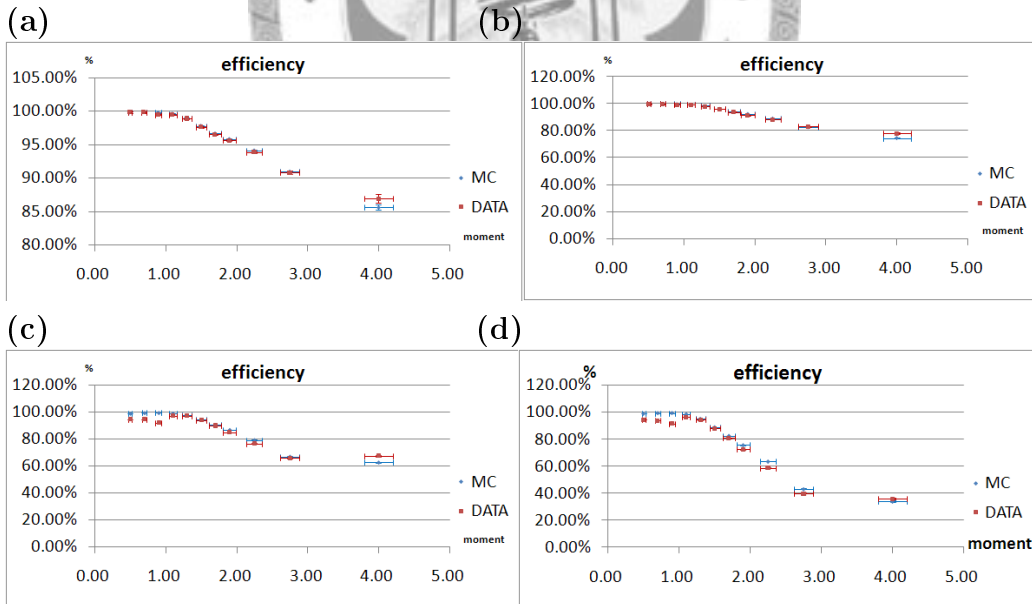 (a)
(b)
%
efficiency
105.00%
100.00%
95.00%
90.00%
85.00%
80.00%
0.00 1.00 2.00 3.00 4.00 5.00
MC
DATA
moment
%
efficiency
120.00%
100.00%
80.00%
60.00%
40.00%
20.00%
0.00%
0.00 1.00 2.00 3.00 4.00 5.00
MC
DATA
moment
(c)
(d)
%
efficiency
120.00%
100.00%
80.00%
60.00%
40.00%
20.00%
0.00%
0.00 1.00 2.00 3.00 4.00 5.00
MC
DATA
moment
%
efficiency
120.00%
100.00%
80.00%
60.00%
40.00%
20.00%
0.00%
0.00 1.00 2.00 3.00 4.00 5.00
MC
DATA
moment